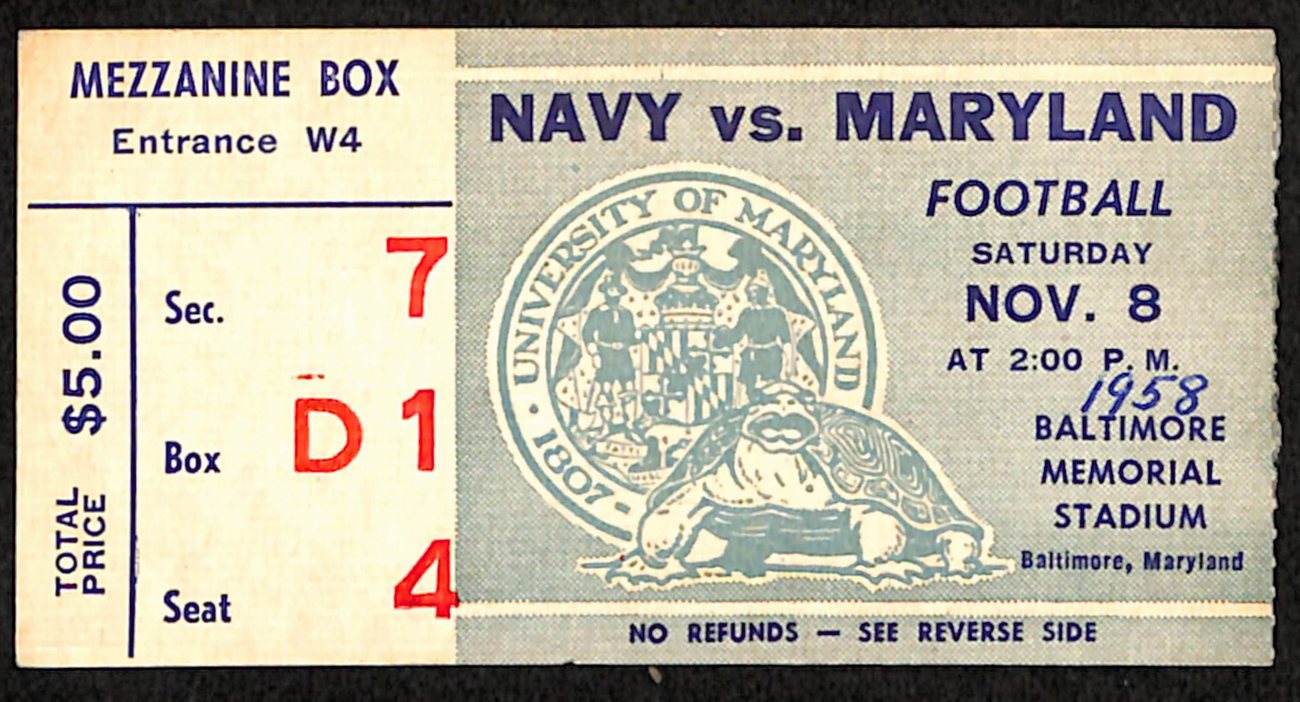 MEZZANINE BOX
Entrance W4
TOTAL PRICE $5.00
Sec. 7
Box D 1
Seat 4
NAVY vs. MARYLAND
FOOTBALL
SATURDAY
NOV. 8
AT 2:00 P. M.
1958
BALTIMORE
MEMORIAL
STADIUM
Baltimore, Maryland
· UNIVERSITY OF MARYLAND
1807 -
NO REFUNDS — SEE REVERSE SIDE